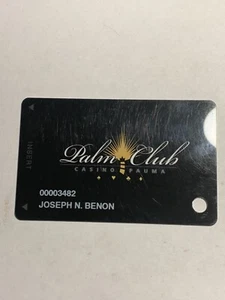 INSERT
Palm Club
CASINO PAUMA
00003482
JOSEPH N. BENON